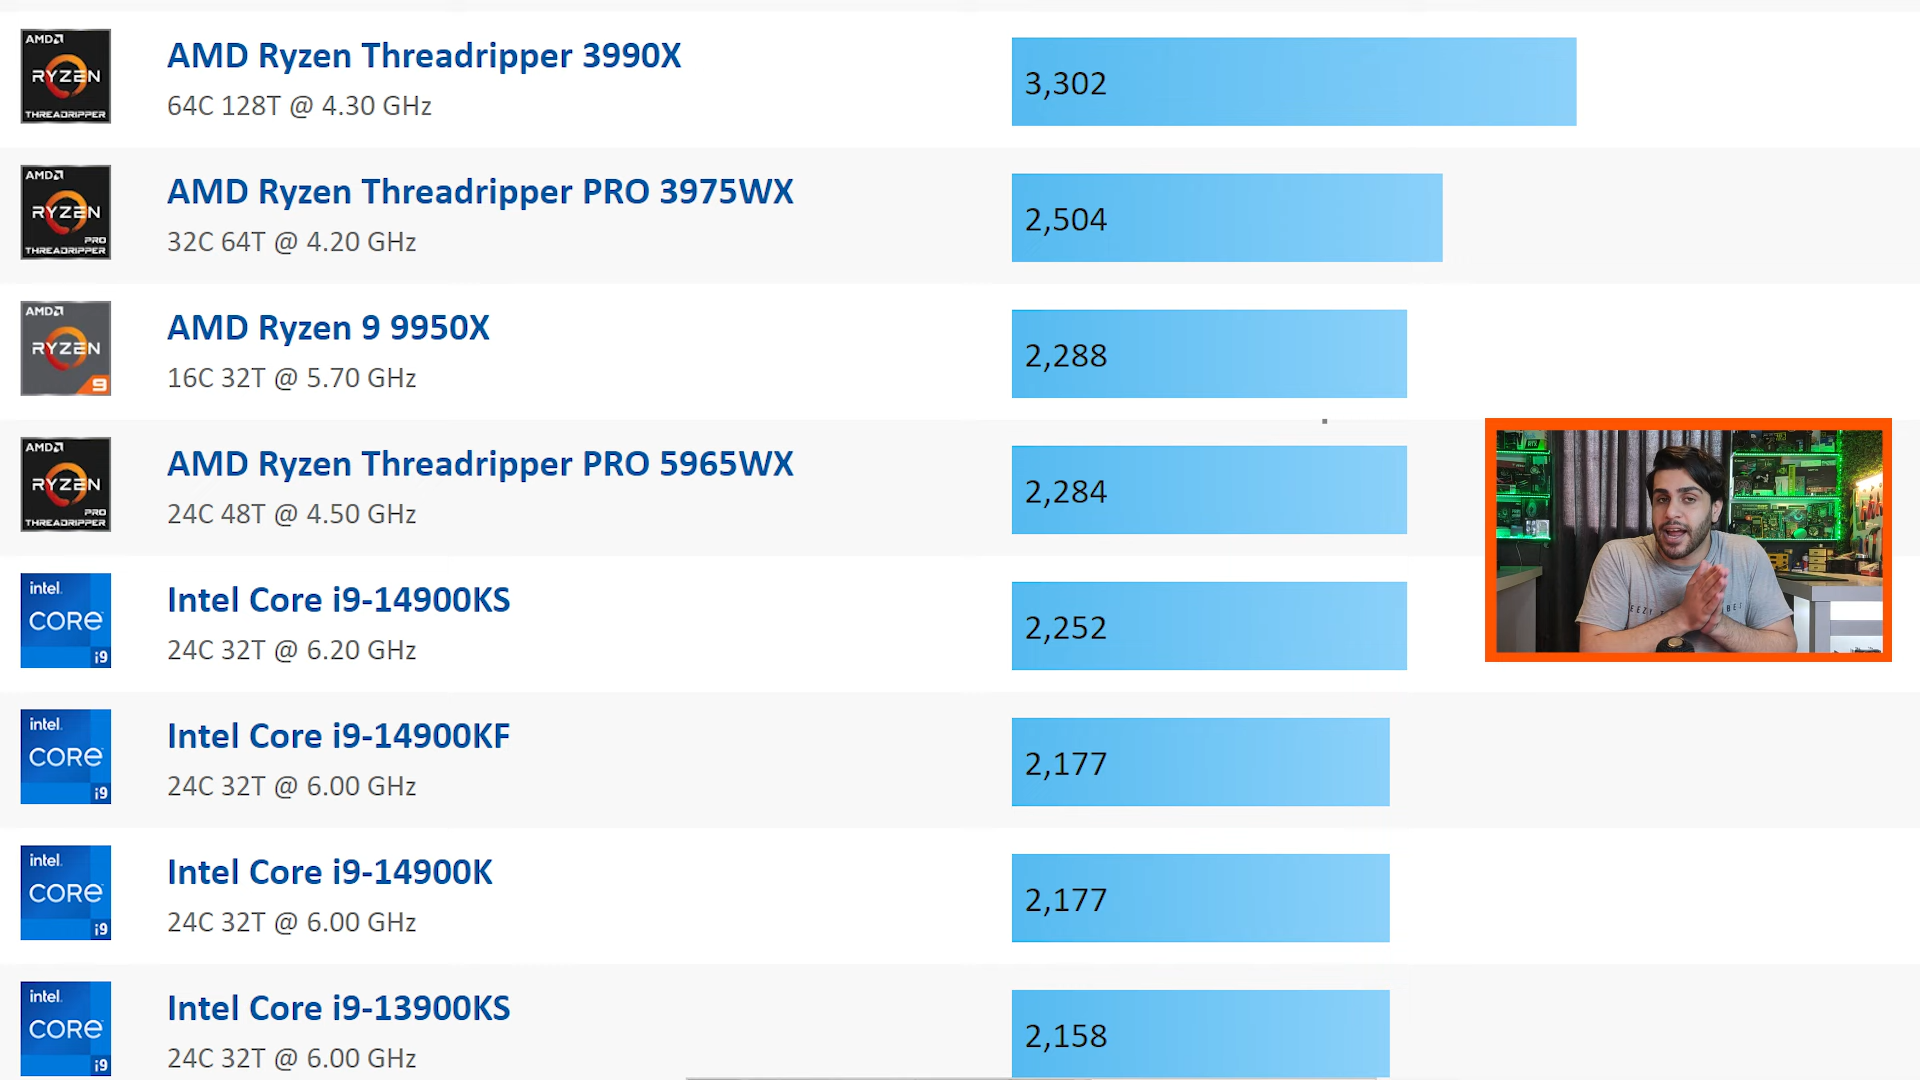 AMD
RYZEN
THREADRIPPER
AMD Ryzen Threadripper 3990X
64C 128T @ 4.30 GHz
3,302
AMD
RYZEN
PRO
THREADRIPPER
AMD Ryzen Threadripper PRO 3975WX
32C 64T @ 4.20 GHz
2,504
AMD
RYZEN
9
AMD Ryzen 9 9950X
16C 32T @ 5.70 GHz
2,288
AMD
RYZEN
PRO
THREADRIPPER
AMD Ryzen Threadripper PRO 5965WX
24C 48T @ 4.50 GHz
2,284
intel.
CORE
i9
Intel Core i9-14900KS
24C 32T @ 6.20 GHz
2,252
intel.
CORE
i9
Intel Core i9-14900KF
24C 32T @ 6.00 GHz
2,177
intel.
CORE
i9
Intel Core i9-14900K
24C 32T @ 6.00 GHz
2,177
intel.
CORE
i9
Intel Core i9-13900KS
24C 32T @ 6.00 GHz
2,158